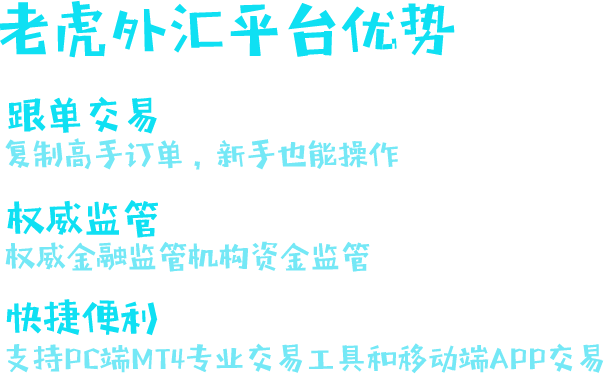 老虎外汇平台优势
跟单交易
复制高手订单，新手也能操作
权威监管
权威金融监管机构资金监管
快捷便利
支持PC端MT4专业交易工具和移动端APP交易